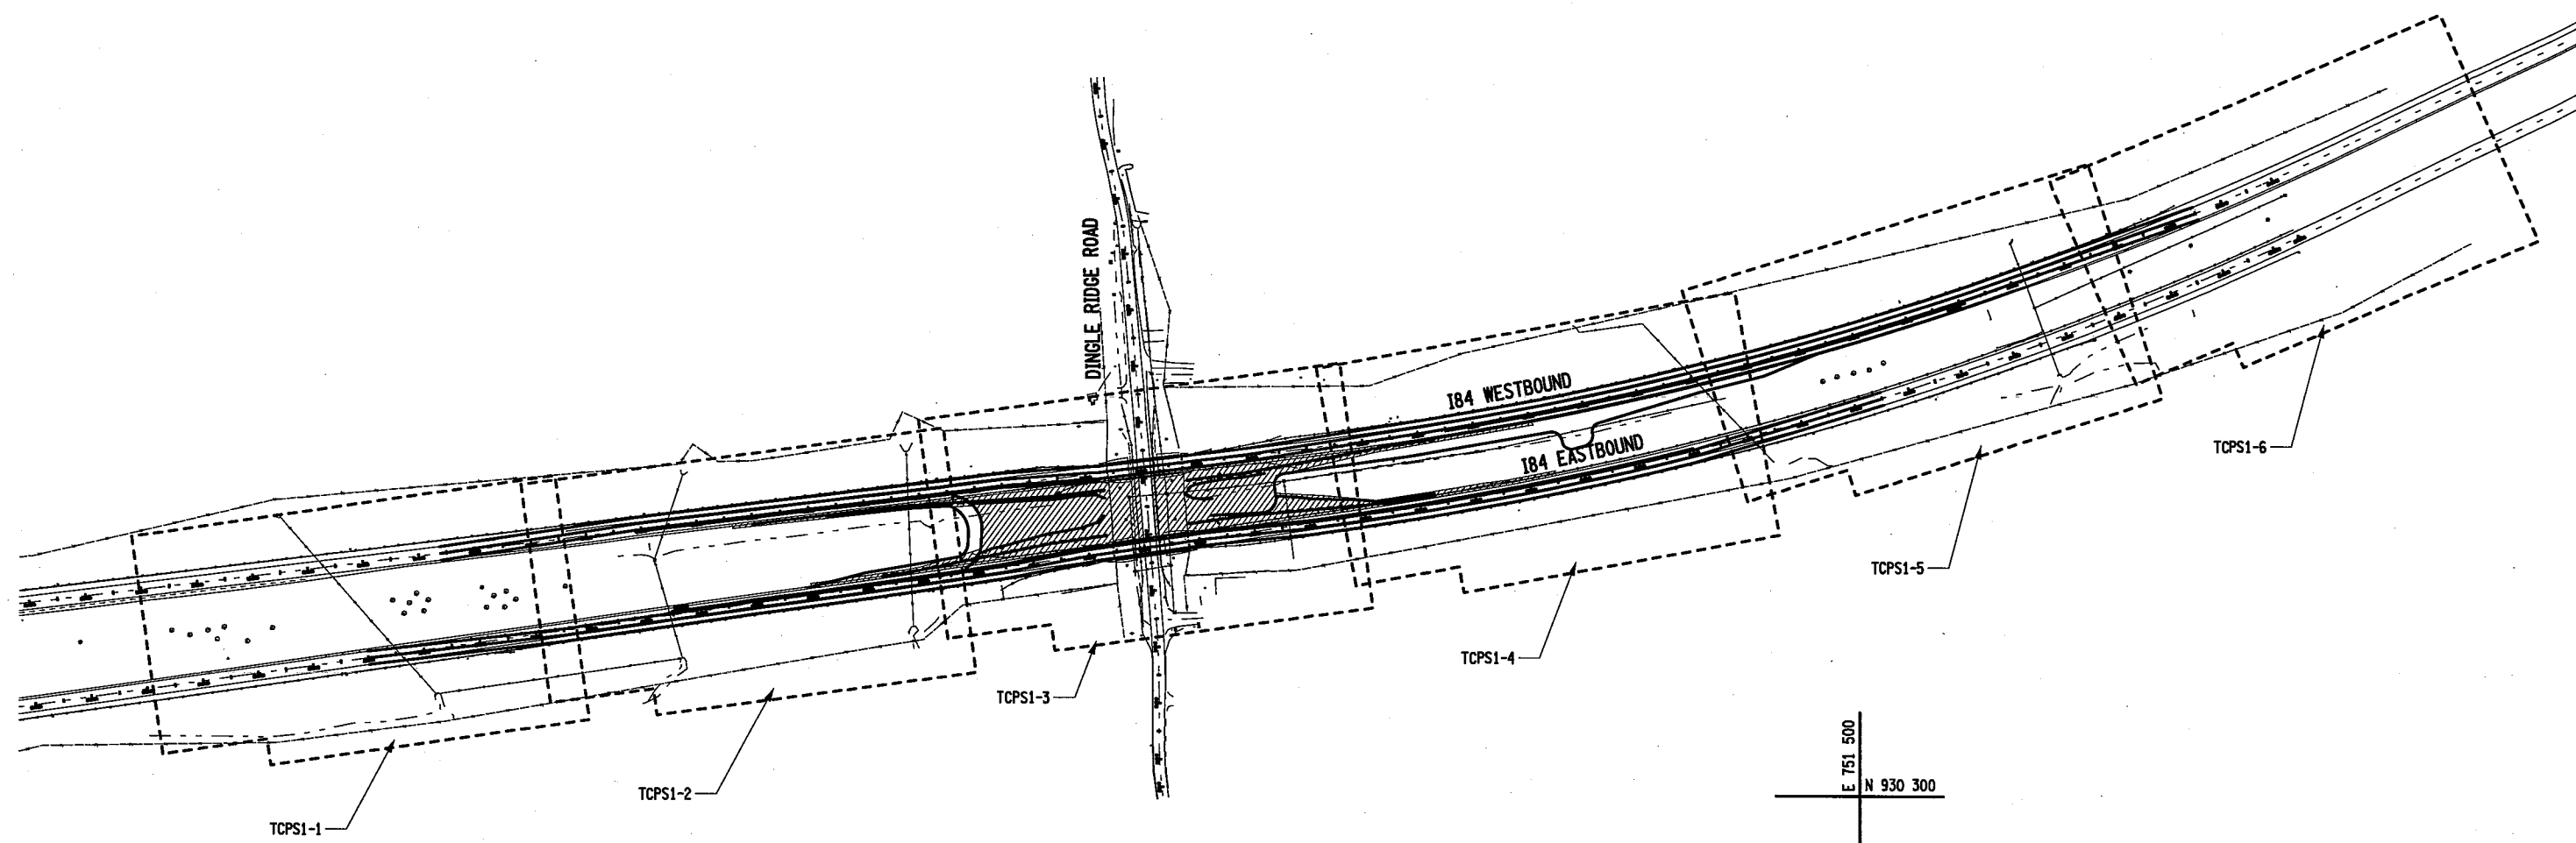 DINGLE RIDGE ROAD
I84 WESTBOUND
I84 EASTBOUND
TCPS1-6
TCPS1-5
TCPS1-4
TCPS1-3
TCPS1-2
TCPS1-1
E 751 500
N 930 300